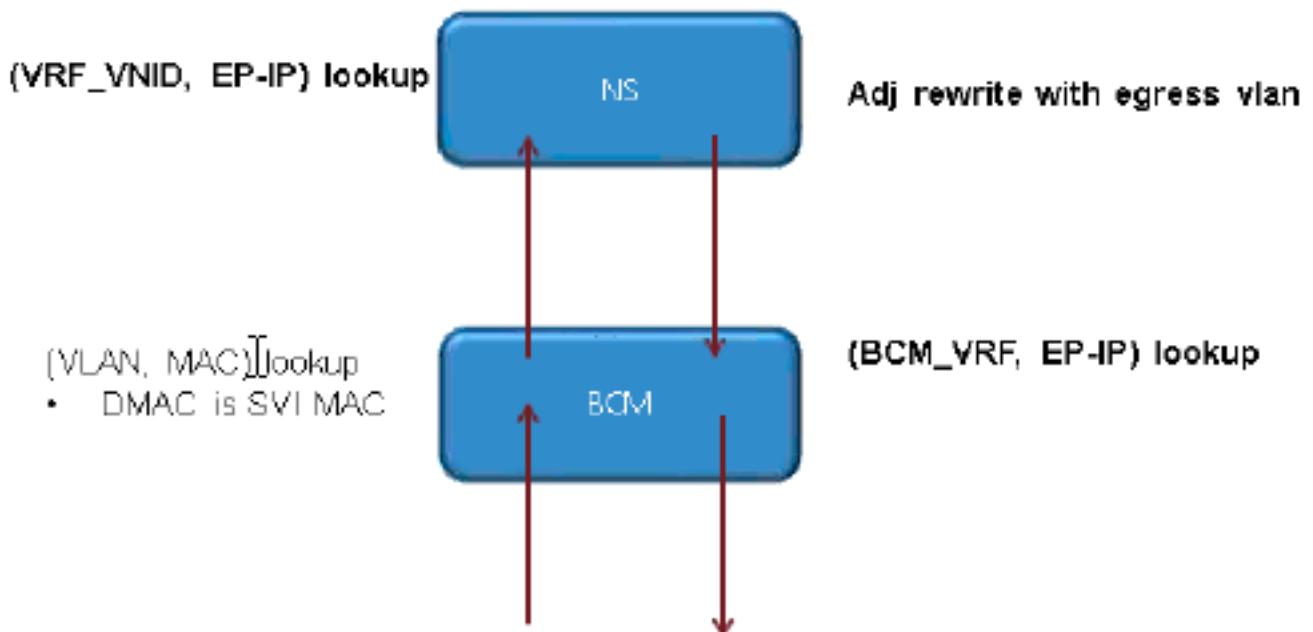 (VRF_VNID, EP-IP) lookup
NS
Adj rewrite with egress vlan
(VLAN, MAC) lookup
• DMAC is SVI MAC
BCM
(BCM_VRF, EP-IP) lookup